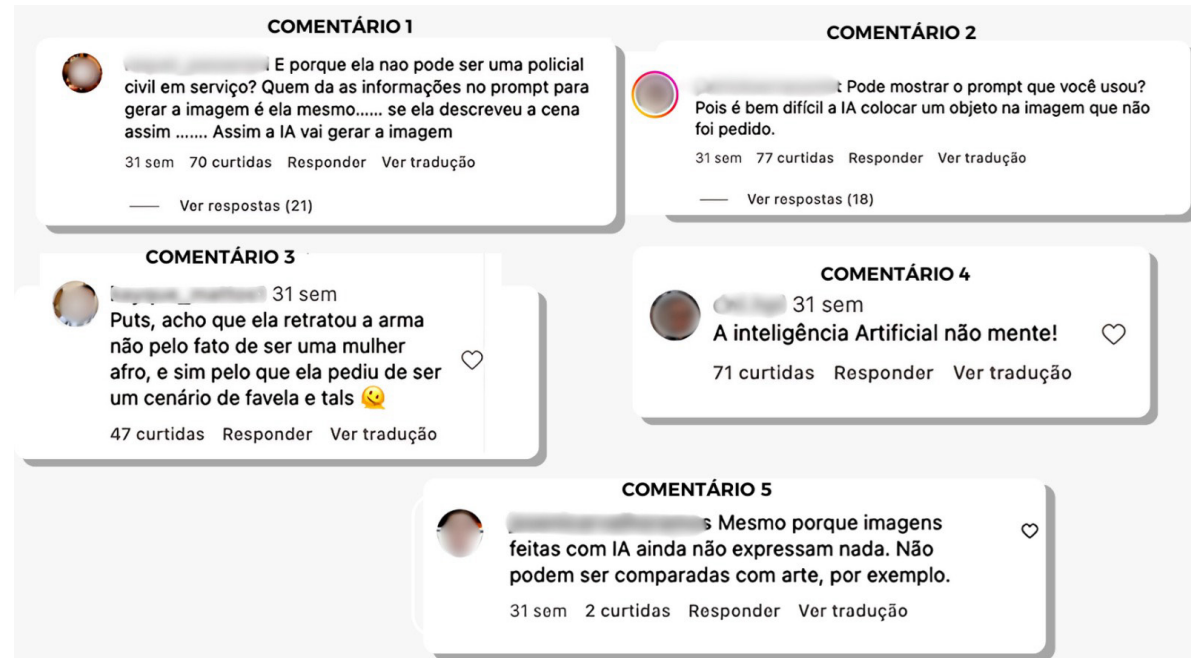 COMENTÁRIO 1
E porque ela nao pode ser uma policial
civil em serviço? Quem da as informações no prompt para
gerar a imagem é ela mesmo...... se ela descreveu a cena
assim ....... Assim a IA vai gerar a imagem
31 sem 70 curtidas Responder Ver tradução
Ver respostas (21)
COMENTÁRIO 2
Pode mostrar o prompt que você usou?
Pois é bem difícil a IA colocar um objeto na imagem que não
foi pedido.
31 sem 77 curtidas Responder Ver tradução
Ver respostas (18)
COMENTÁRIO 3
31 sem
Puts, acho que ela retratou a arma
não pelo fato de ser uma mulher
afro, e sim pelo que ela pediu de ser
um cenário de favela e tals 🫠
47 curtidas Responder Ver tradução
COMENTÁRIO 4
31 sem
A inteligência Artificial não mente!
71 curtidas Responder Ver tradução
COMENTÁRIO 5
Mesmo porque imagens
feitas com IA ainda não expressam nada. Não
podem ser comparadas com arte, por exemplo.
31 sem 2 curtidas Responder Ver tradução